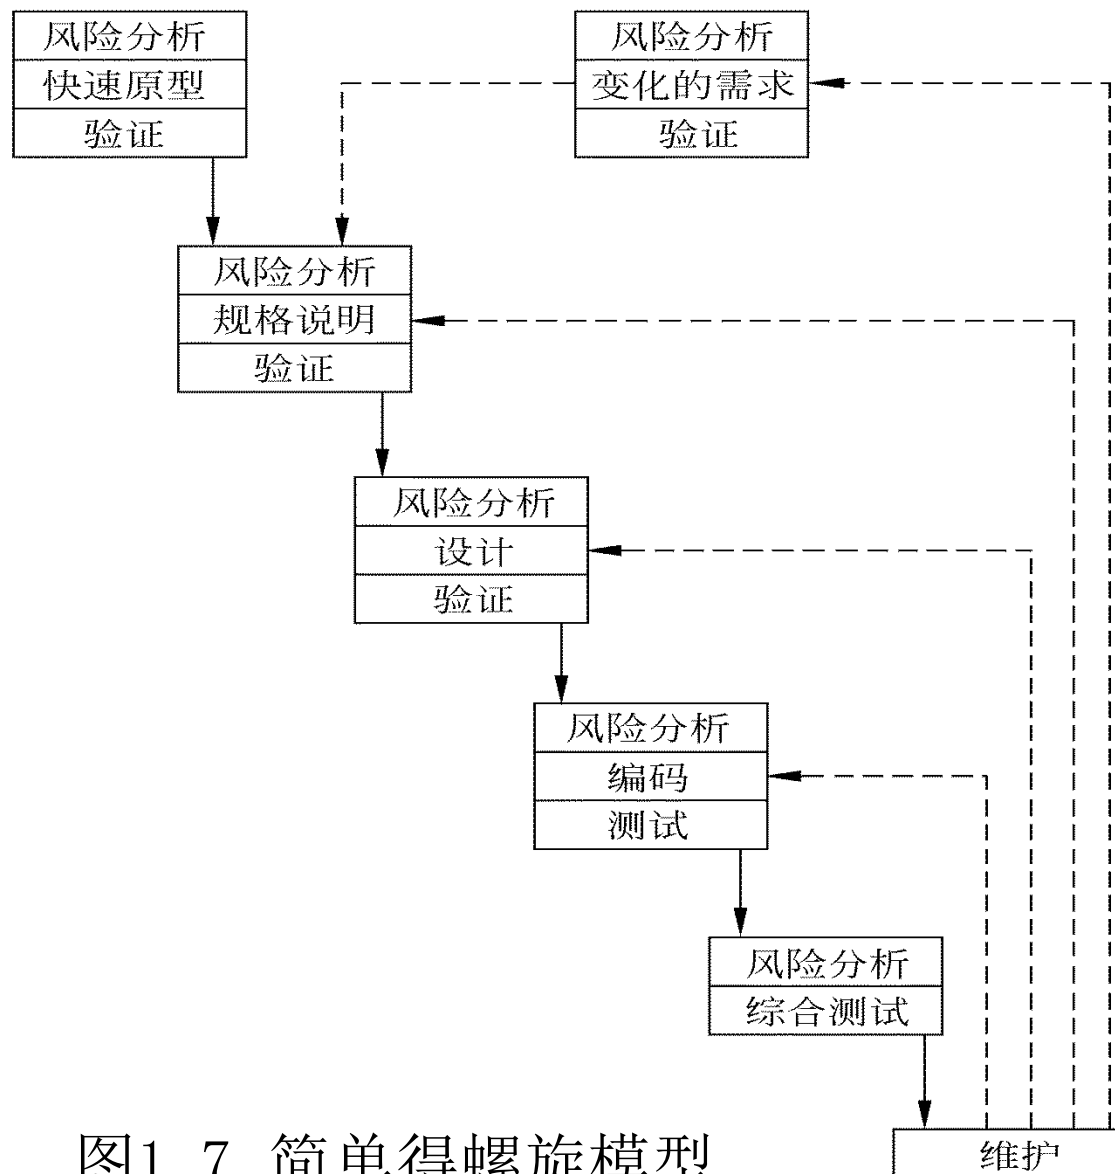 风险分析
快速原型
验证
风险分析
变化的需求
验证
风险分析
规格说明
验证
风险分析
设计
验证
风险分析
编码
测试
风险分析
综合测试
维护
图1 7 简单得螺旋模型